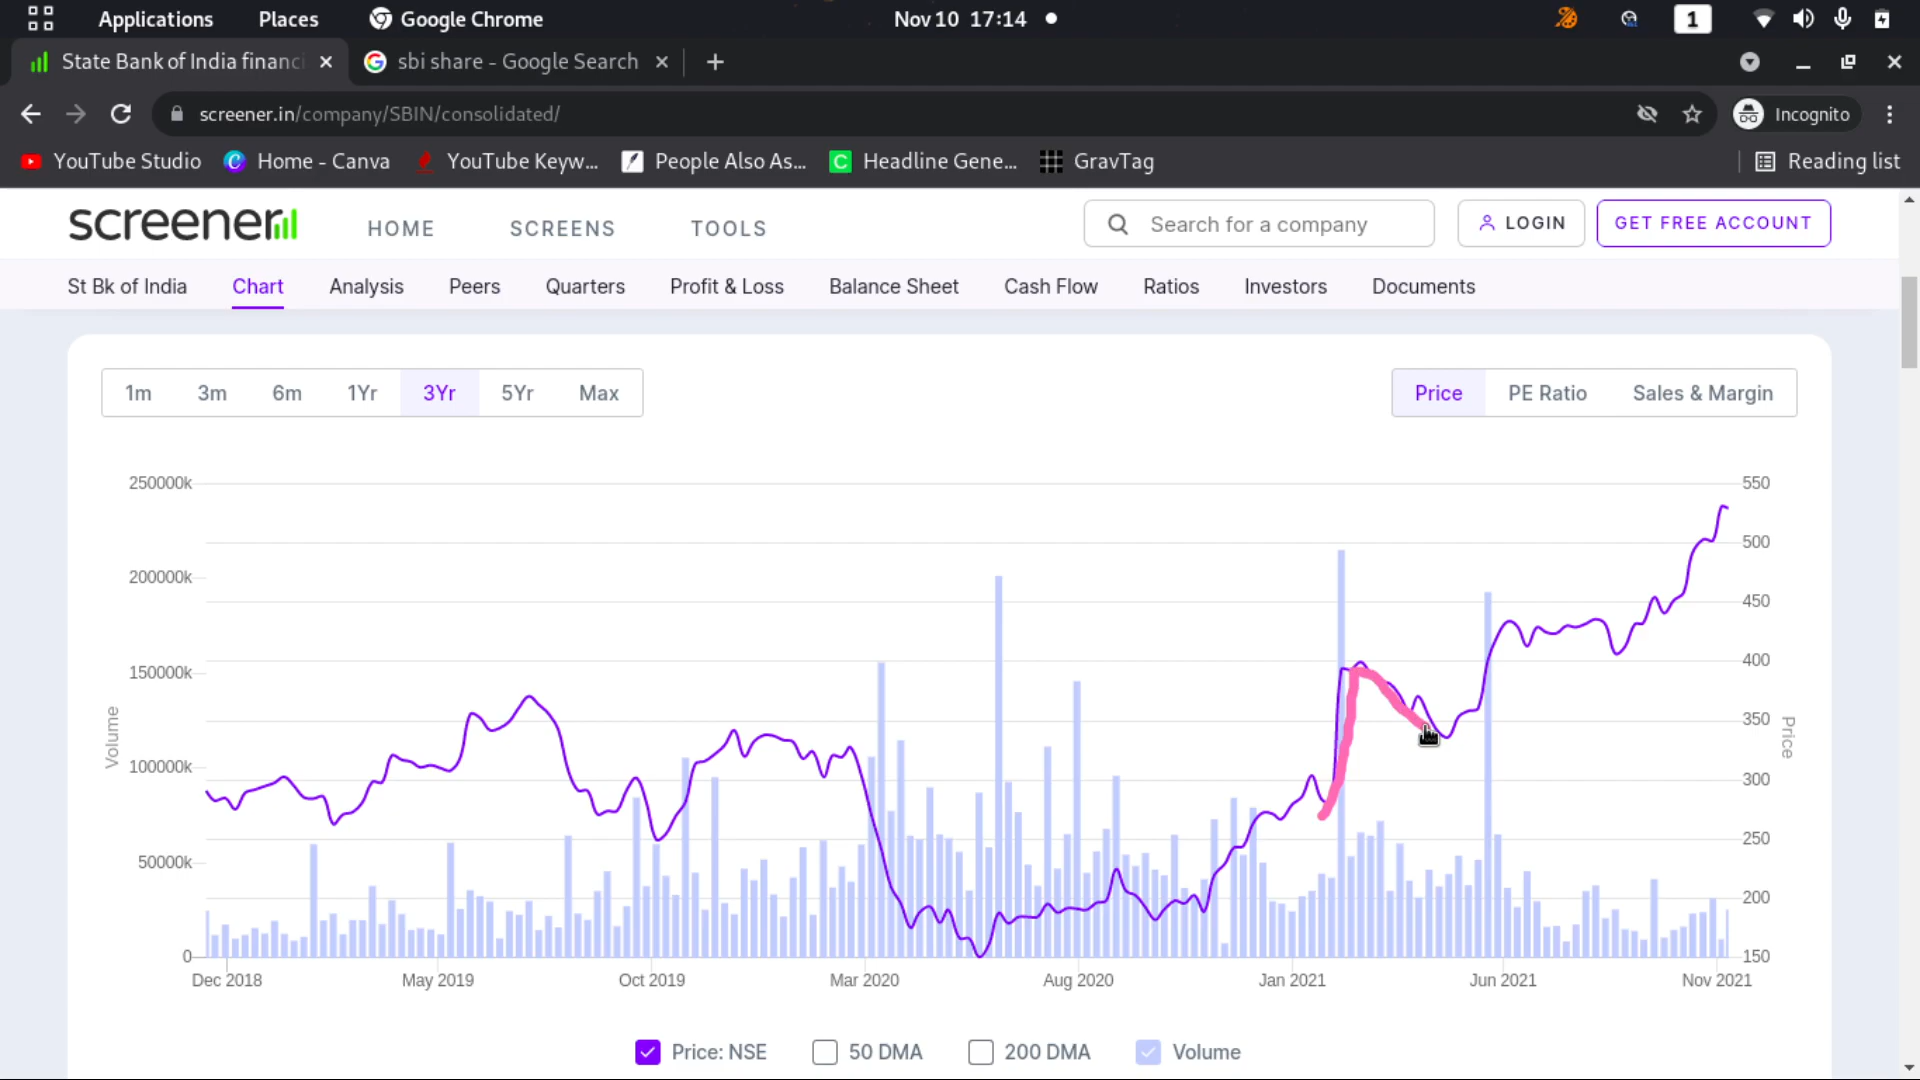 Applications Places Google Chrome Nov 10 17:14 1
State Bank of India financi sbi share - Google Search
screener.in/company/SBIN/consolidated/ Incognito
YouTube Studio Home - Canva YouTube Keyw... People Also As... Headline Gene... GravTag Reading list
screener HOME SCREENS TOOLS Search for a company LOGIN GET FREE ACCOUNT
St Bk of India Chart Analysis Peers Quarters Profit & Loss Balance Sheet Cash Flow Ratios Investors Documents
1m 3m 6m 1Yr 3Yr 5Yr Max Price PE Ratio Sales & Margin
250000k 550
500
200000k
450
150000k 400
Volume 350 Price
100000k 300
250
50000k
200
0 150
Dec 2018 May 2019 Oct 2019 Mar 2020 Aug 2020 Jan 2021 Jun 2021 Nov 2021
Price: NSE 50 DMA 200 DMA Volume